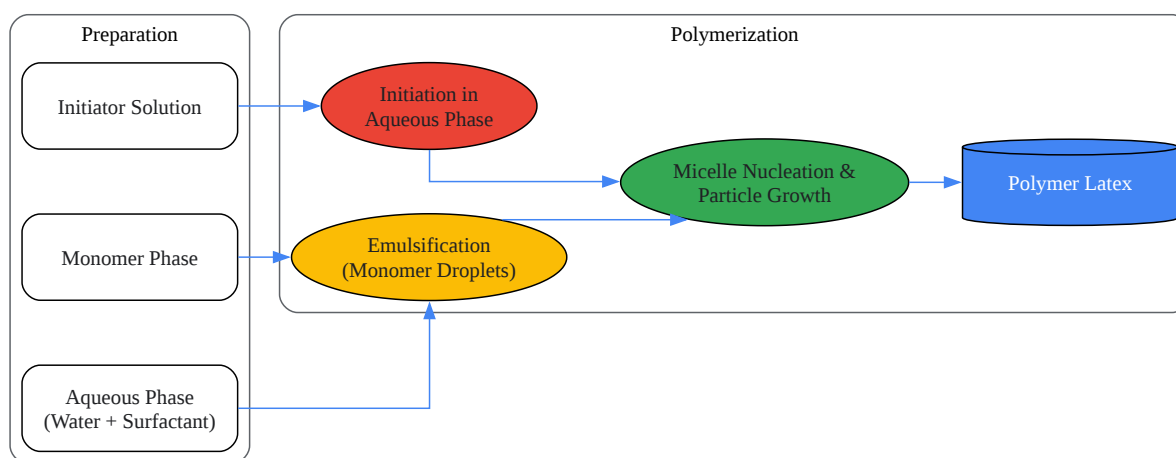 Preparation
Initiator Solution
Monomer Phase
Aqueous Phase
(Water + Surfactant)
Polymerization
Initiation in
Aqueous Phase
Emulsification
(Monomer Droplets)
Micelle Nucleation &
Particle Growth
Polymer Latex